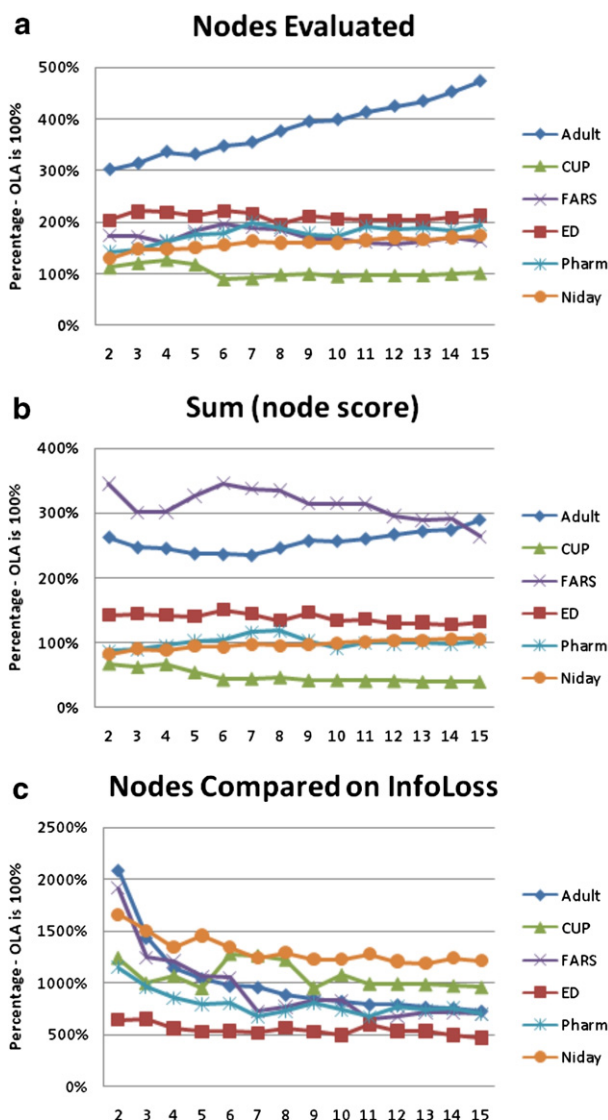 a
Nodes Evaluated
Percentage - OLA is 100%
500%
400%
300%
200%
100%
0%
2 3 4 5 6 7 8 9 10 11 12 13 14 15
Adult
CUP
FARS
ED
Pharm
Niday
b
Sum (node score)
Percentage - OLA is 100%
400%
300%
200%
100%
0%
2 3 4 5 6 7 8 9 10 11 12 13 14 15
Adult
CUP
FARS
ED
Pharm
Niday
c
Nodes Compared on InfoLoss
Percentage - OLA is 100%
2500%
2000%
1500%
1000%
500%
0%
2 3 4 5 6 7 8 9 10 11 12 13 14 15
Adult
CUP
FARS
ED
Pharm
Niday